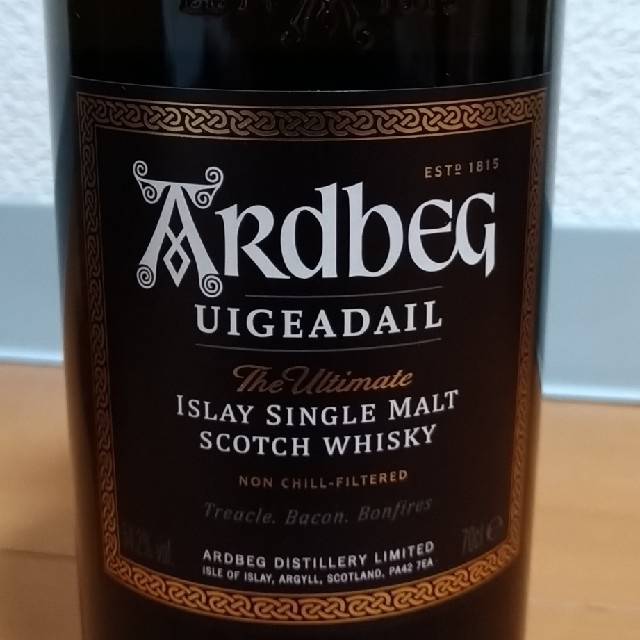 ESTD 1815
ARDBEG
UIGEADAIL
The Ultimate
ISLAY SINGLE MALT
SCOTCH WHISKY
NON CHILL-FILTERED
Treacle. Bacon. Bonfires
70cl e
ARDBEG DISTILLERY LIMITED
ISLE OF ISLAY, ARGYLL, SCOTLAND, PA42 7EA